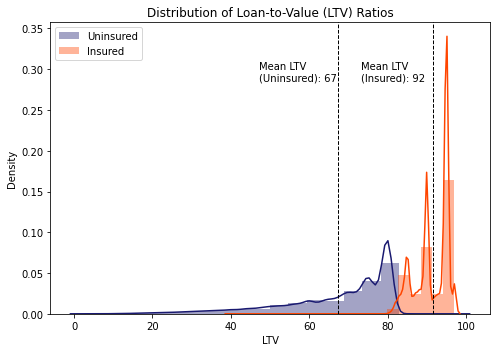 Distribution of Loan-to-Value (LTV) Ratios
Uninsured
Insured
Mean LTV
(Uninsured): 67
Mean LTV
(Insured): 92
0.35
0.30
0.25
0.20
0.15
0.10
0.05
0.00
Density
0 20 40 60 80 100
LTV